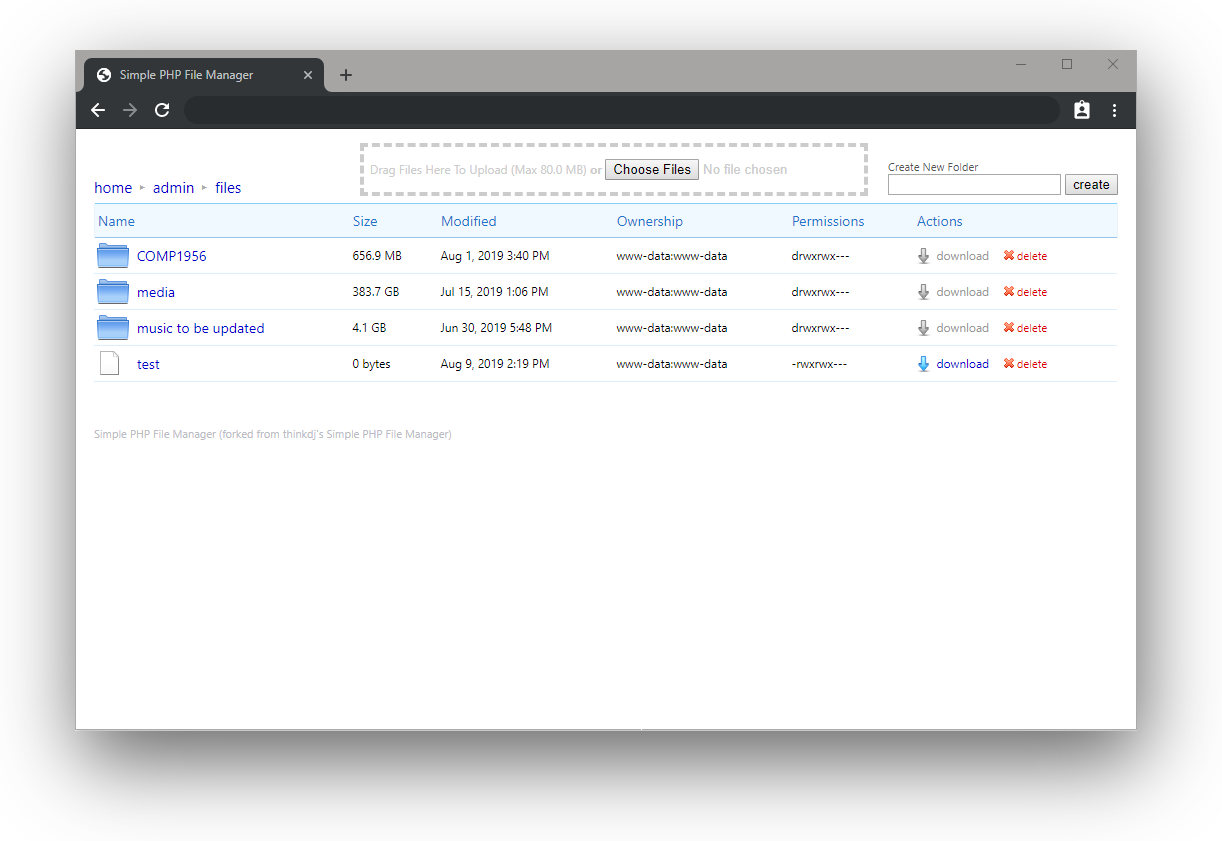 Simple PHP File Manager
Drag Files Here To Upload (Max 80.0 MB) or Choose Files No file chosen
Create New Folder
create
home ▸ admin ▸ files
Name Size Modified Ownership Permissions Actions
COMP1956 656.9 MB Aug 1, 2019 3:40 PM www-data:www-data drwxrwx--- download delete
media 383.7 GB Jul 15, 2019 1:06 PM www-data:www-data drwxrwx--- download delete
music to be updated 4.1 GB Jun 30, 2019 5:48 PM www-data:www-data drwxrwx--- download delete
test 0 bytes Aug 9, 2019 2:19 PM www-data:www-data -rwxrwx--- download delete
Simple PHP File Manager (forked from thinkdj's Simple PHP File Manager)